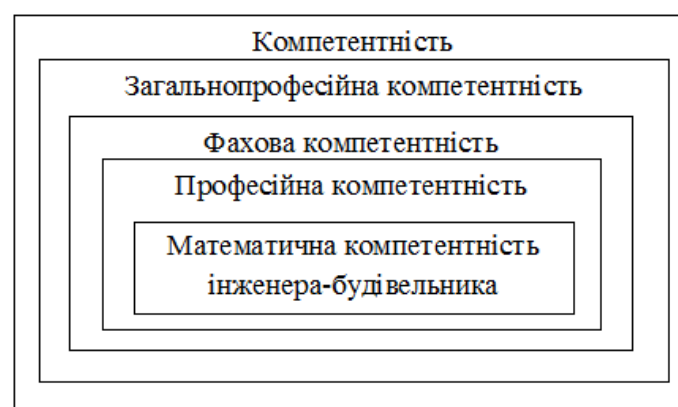 Компетентність
Загальнопрофесійна компетентність
Фахова компетентність
Професійна компетентність
Математична компетентність
інженера-будівельника